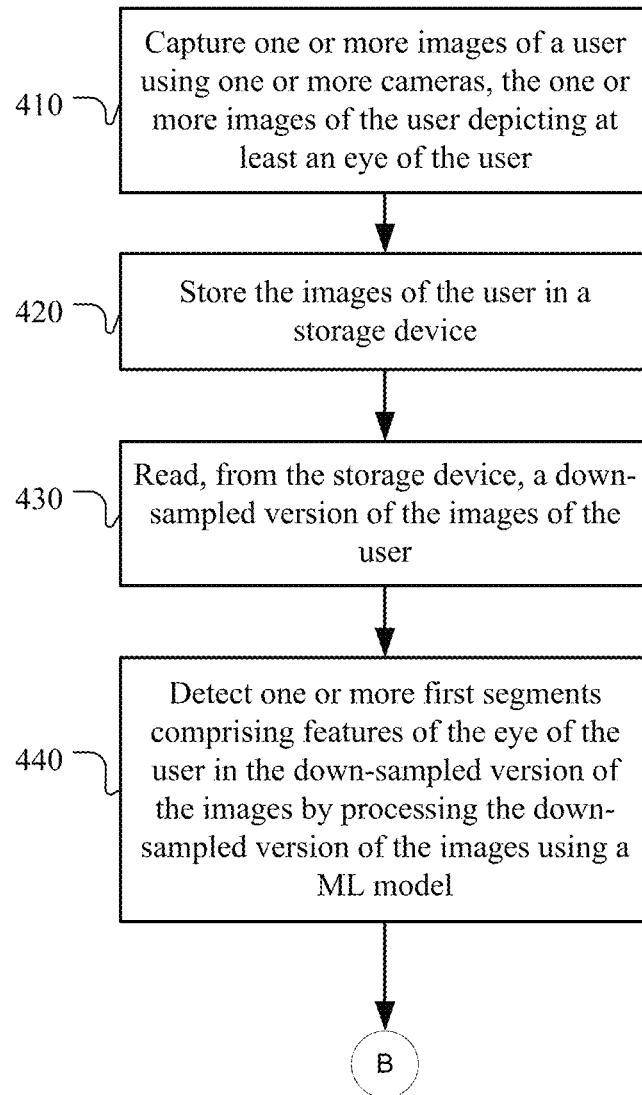 410
Capture one or more images of a user
using one or more cameras, the one or
more images of the user depicting at
least an eye of the user
420
Store the images of the user in a
storage device
430
Read, from the storage device, a down-
sampled version of the images of the
user
440
Detect one or more first segments
comprising features of the eye of the
user in the down-sampled version of
the images by processing the down-
sampled version of the images using a
ML model
B